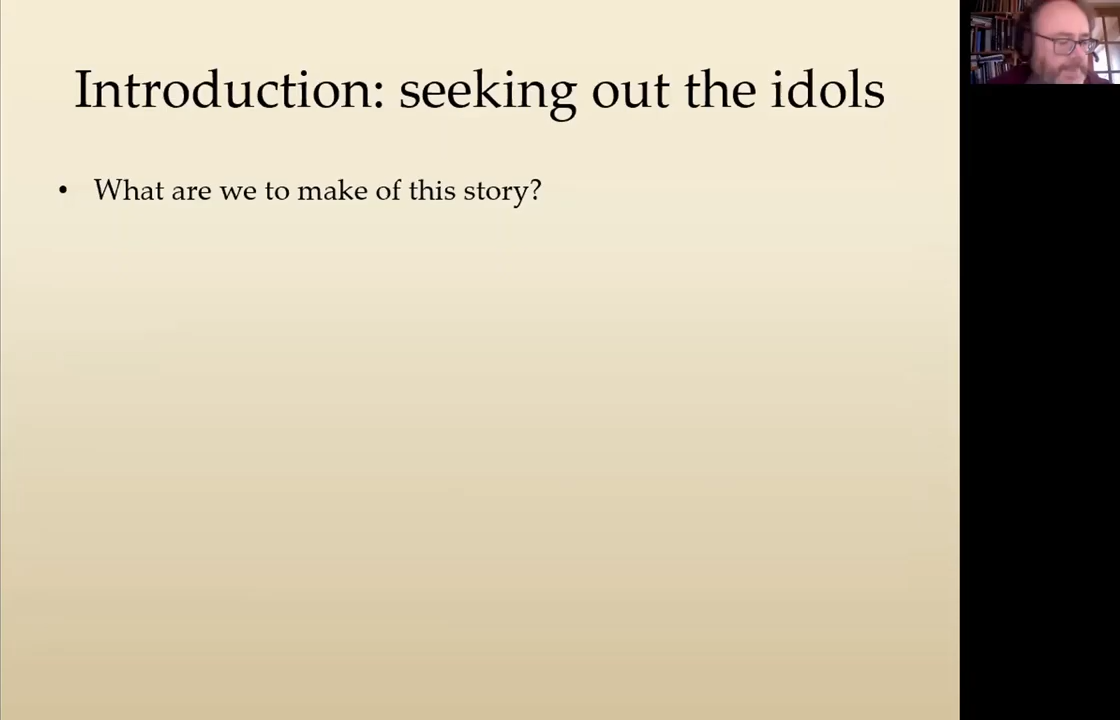 Introduction: seeking out the idols
• What are we to make of this story?